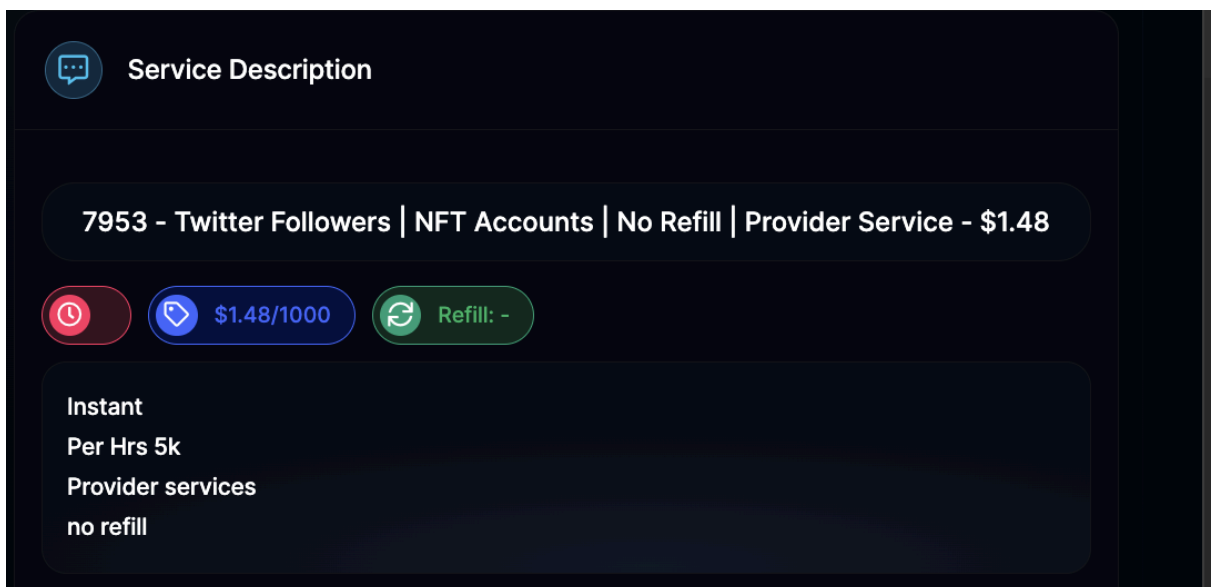 Service Description
7953 - Twitter Followers | NFT Accounts | No Refill | Provider Service - $1.48
$1.48/1000
Refill: -
Instant
Per Hrs 5k
Provider services
no refill